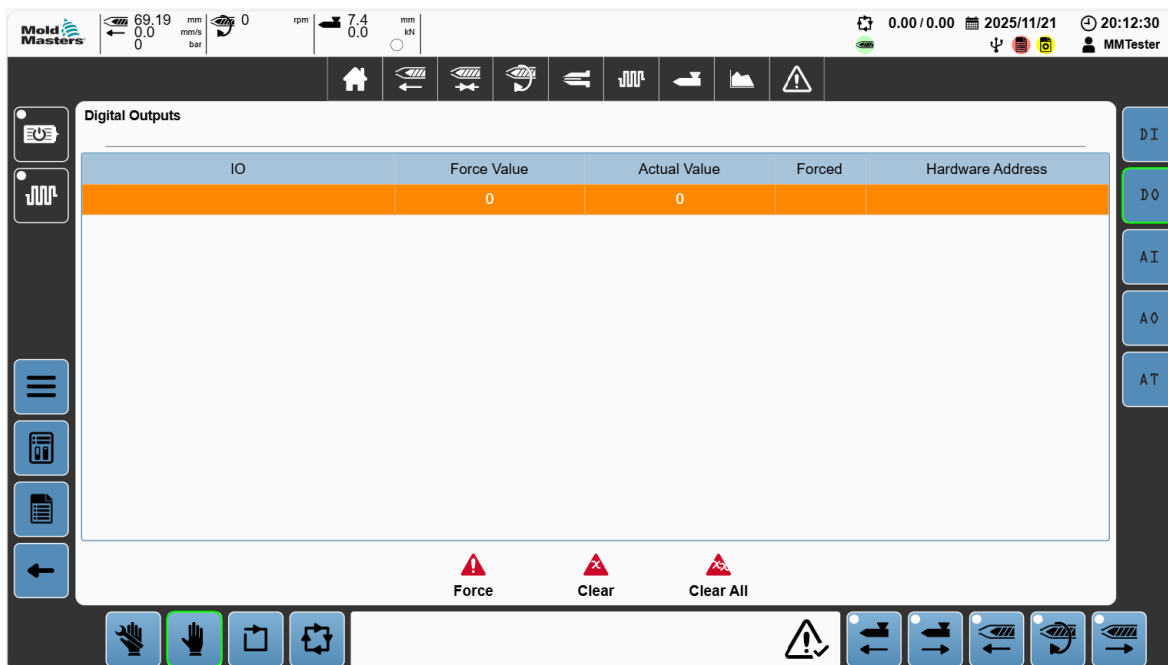 Mold Masters
69.19 mm
0.0 mm/s
0 bar
0 rpm
7.4 mm
0.0 kN
0.00 / 0.00 2025/11/21 20:12:30
MMTester
Digital Outputs
IO Force Value Actual Value Forced Hardware Address
0 0
Force Clear Clear All
DI
DO
AI
AO
AT